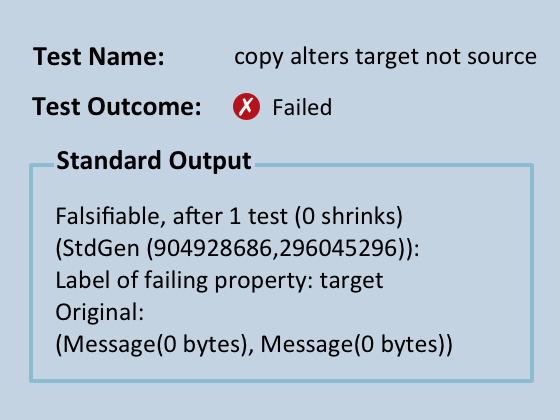 Test Name: copy alters target not source
Test Outcome: ✗ Failed
Standard Output
Falsifiable, after 1 test (0 shrinks)
(StdGen (904928686,296045296)):
Label of failing property: target
Original:
(Message(0 bytes), Message(0 bytes))